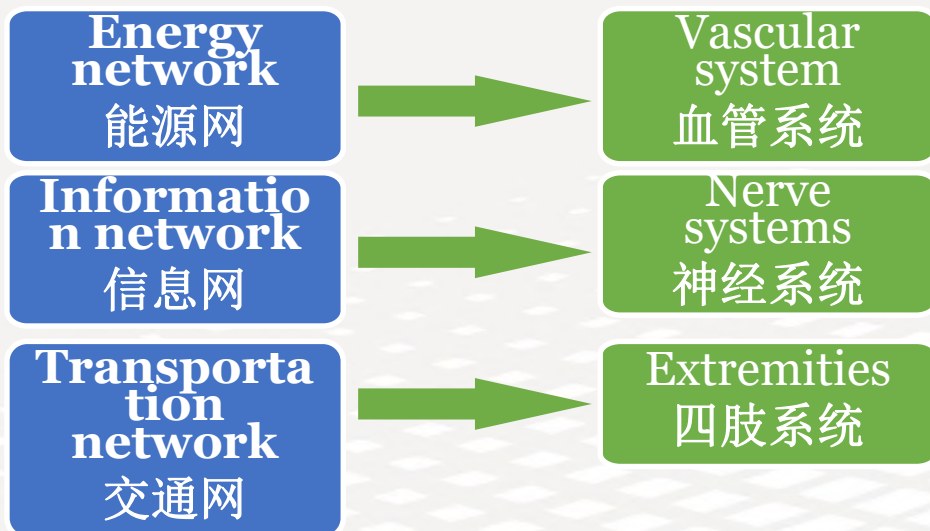 Energy
network
能源网
Vascular
system
血管系统
Informatio
n network
信息网
Nerve
systems
神经系统
Transporta
tion
network
交通网
Extremities
四肢系统